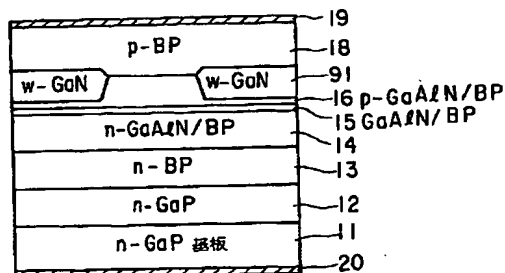 19
p-BP 18
w-GaN w-GaN 91
16 p-GaAlN/BP
15 GaAlN/BP
n-GaAlN/BP 14
n-BP 13
n-GaP 12
n-GaP 基板 11
20